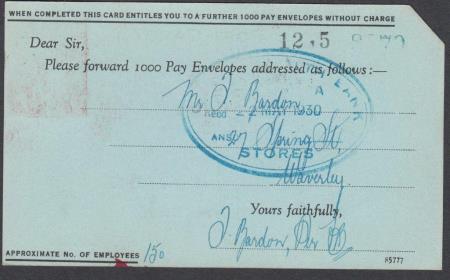 WHEN COMPLETED THIS CARD ENTITLES YOU TO A FURTHER 1000 PAY ENVELOPES WITHOUT CHARGE
12.5
Dear Sir,
Please forward 1000 Pay Envelopes addressed as follows:—
Mr J. Bardon
RECD 22 MAY 1930
ANS
27 Spring St,
STORES
Waverley
Yours faithfully,
J. Bardon, Per
APPROXIMATE No. OF EMPLOYEES 150
F5777